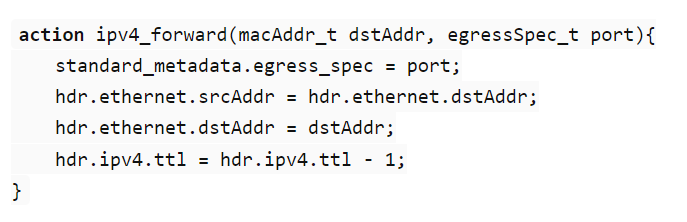 action ipv4_forward(macAddr_t dstAddr, egressSpec_t port){
standard_metadata.egress_spec = port;
hdr.ethernet.srcAddr = hdr.ethernet.dstAddr;
hdr.ethernet.dstAddr = dstAddr;
hdr.ipv4.ttl = hdr.ipv4.ttl - 1;
}